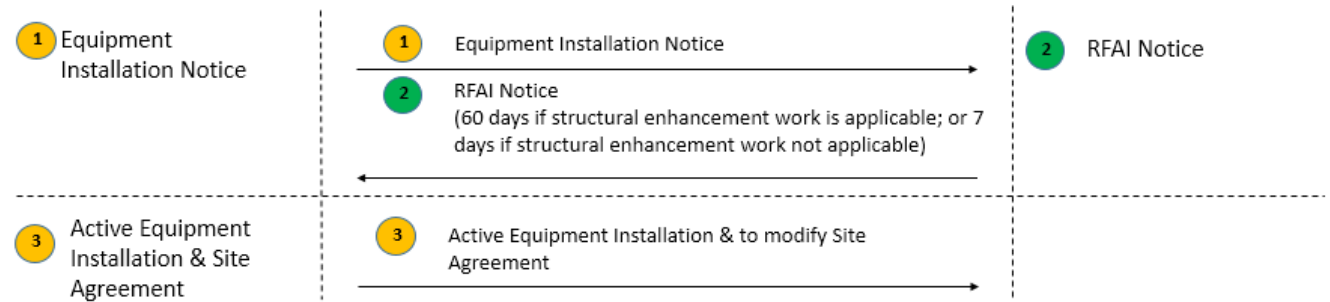 1 Equipment
Installation Notice
1 Equipment Installation Notice
2 RFAI Notice
2 RFAI Notice
(60 days if structural enhancement work is applicable; or 7
days if structural enhancement work not applicable)
3 Active Equipment
Installation & Site
Agreement
3 Active Equipment Installation & to modify Site
Agreement